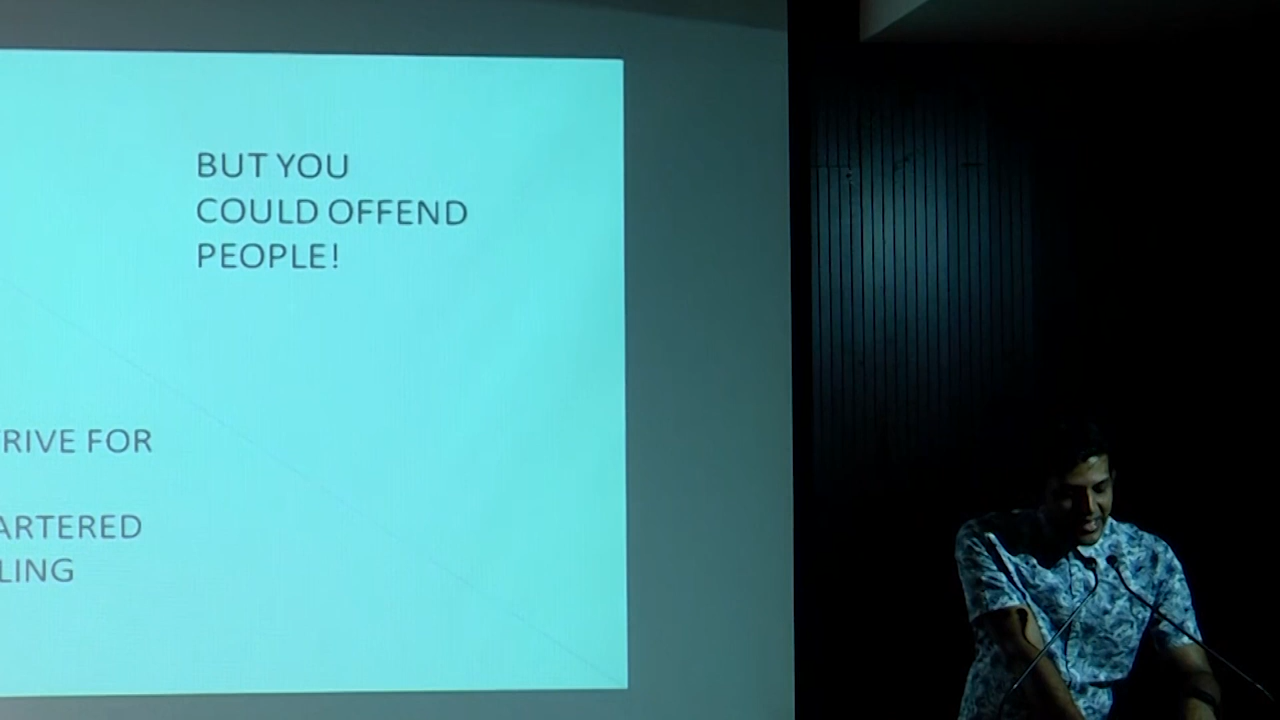 BUT YOU
COULD OFFEND
PEOPLE!
RIVE FOR
ARTERED
LING